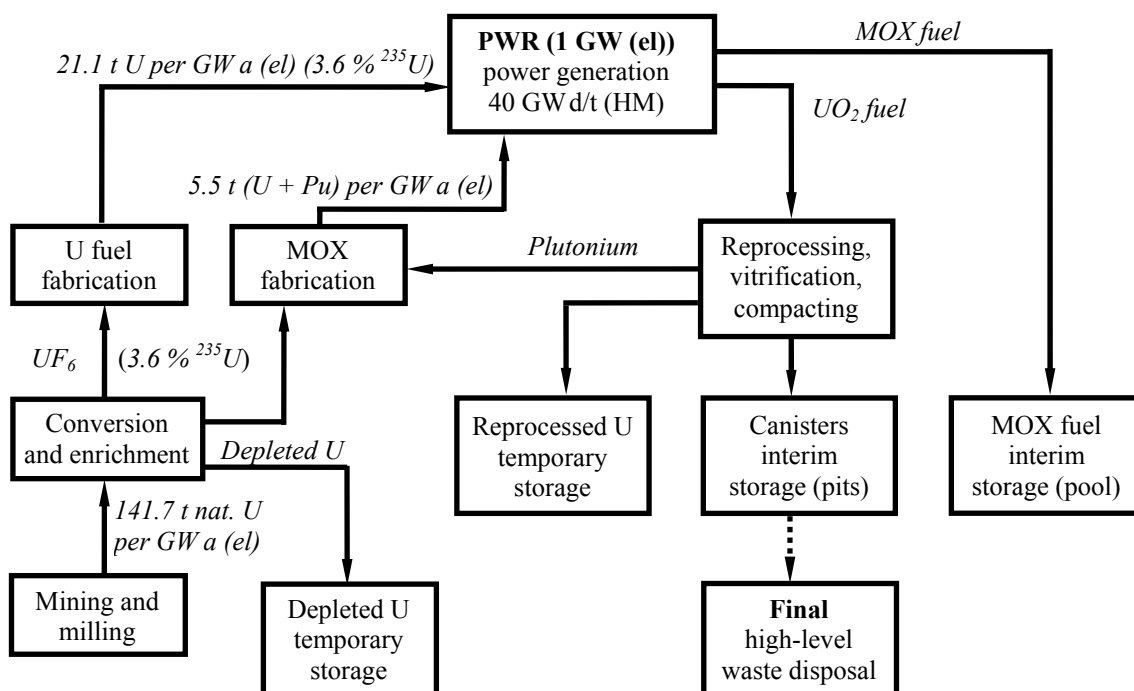 PWR (1 GW (el))
power generation
40 GW d/t (HM)
MOX fuel
21.1 t U per GW a (el) (3.6 % ²³⁵U)
UO₂ fuel
5.5 t (U + Pu) per GW a (el)
U fuel
fabrication
MOX
fabrication
Plutonium
Reprocessing,
vitrification,
compacting
UF₆
(3.6 % ²³⁵U)
Conversion
and enrichment
Depleted U
Reprocessed U
temporary
storage
Canisters
interim
storage (pits)
MOX fuel
interim
storage (pool)
141.7 t nat. U
per GW a (el)
Mining and
milling
Depleted U
temporary
storage
Final
high-level
waste disposal